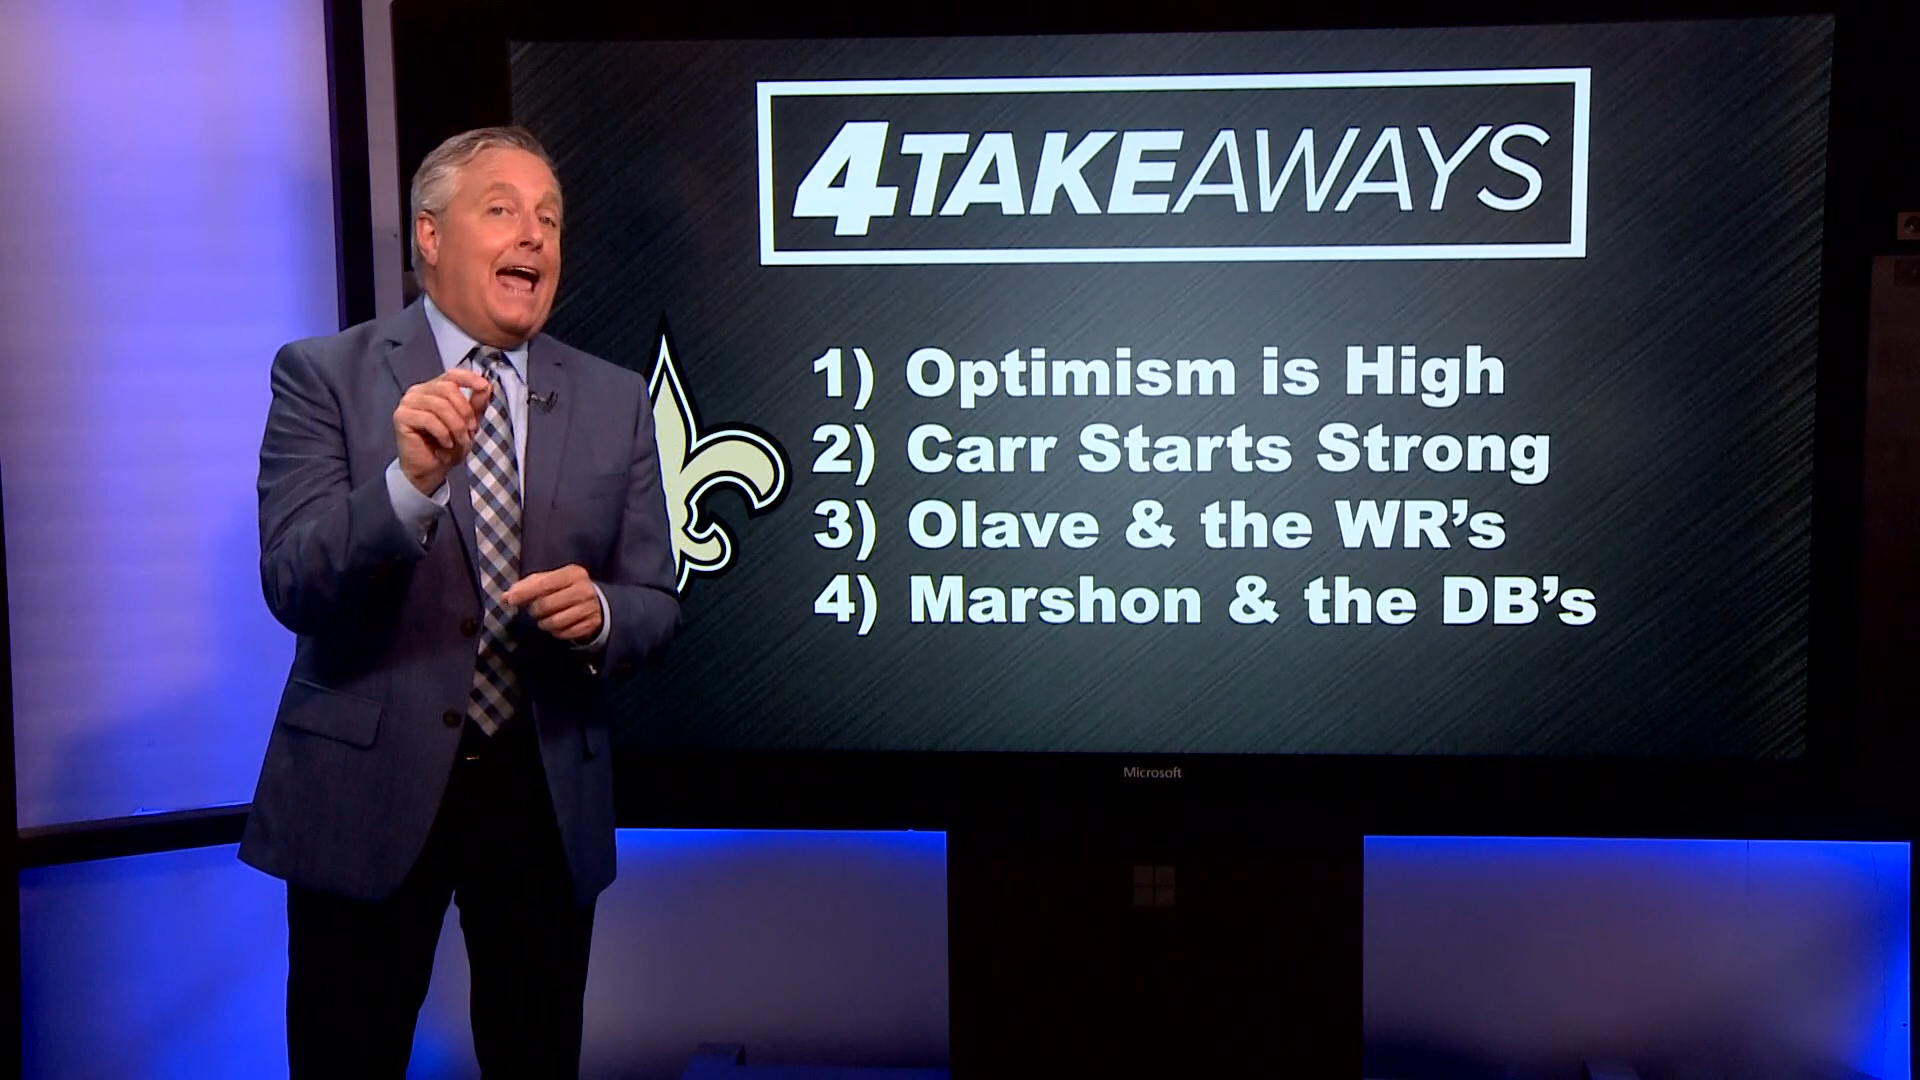 4TAKEAWAYS
1) Optimism is High
2) Carr Starts Strong
3) Olave & the WR's
4) Marshon & the DB's
Microsoft